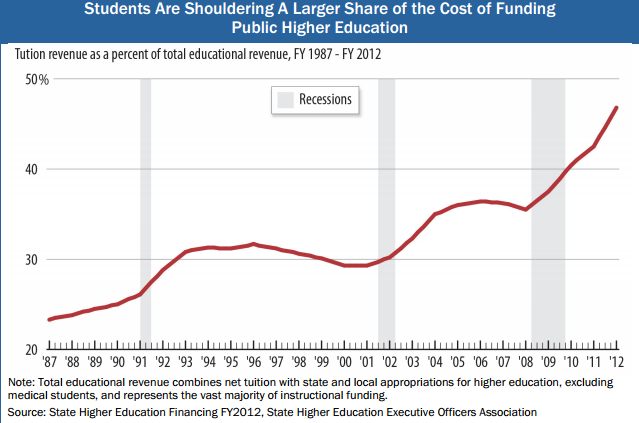 Students Are Shouldering A Larger Share of the Cost of Funding
Public Higher Education
Tution revenue as a percent of total educational revenue, FY 1987 - FY 2012
50%
Recessions
40
30
20
'87 '88 '89 '90 '91 '92 '93 '94 '95 '96 '97 '98 '99 '00 '01 '02 '03 '04 '05 '06 '07 '08 '09 '10 '11 '12
Note: Total educational revenue combines net tuition with state and local appropriations for higher education, excluding
medical students, and represents the vast majority of instructional funding.
Source: State Higher Education Financing FY2012, State Higher Education Executive Officers Association